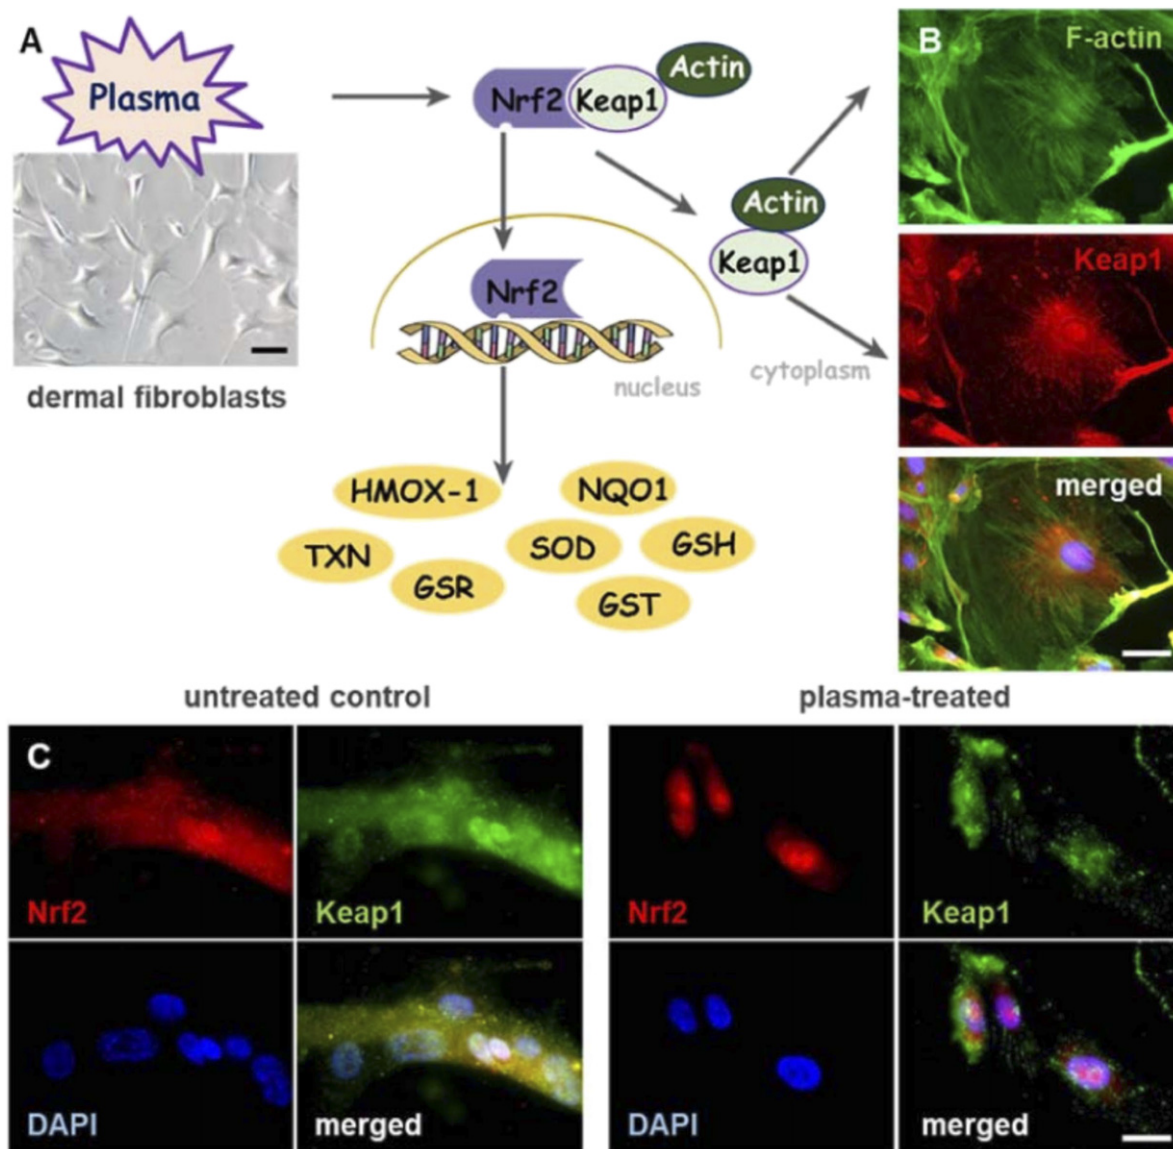 A
Plasma
dermal fibroblasts
Nrf2
Keap1
Actin
Actin
Keap1
Nrf2
nucleus
cytoplasm
HMOX-1
NQO1
TXN
SOD
GSH
GSR
GST
B
F-actin
Keap1
merged
untreated control
plasma-treated
C
Nrf2
Keap1
Nrf2
Keap1
DAPI
merged
DAPI
merged